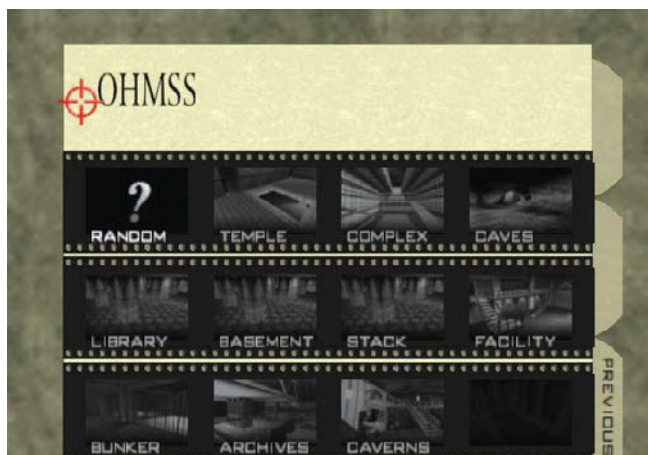 OHMSS
?
RANDOM TEMPLE COMPLEX CAVES
LIBRARY BASEMENT STACK FACILITY
BUNKER ARCHIVES CAVERNS
PREVIOUS